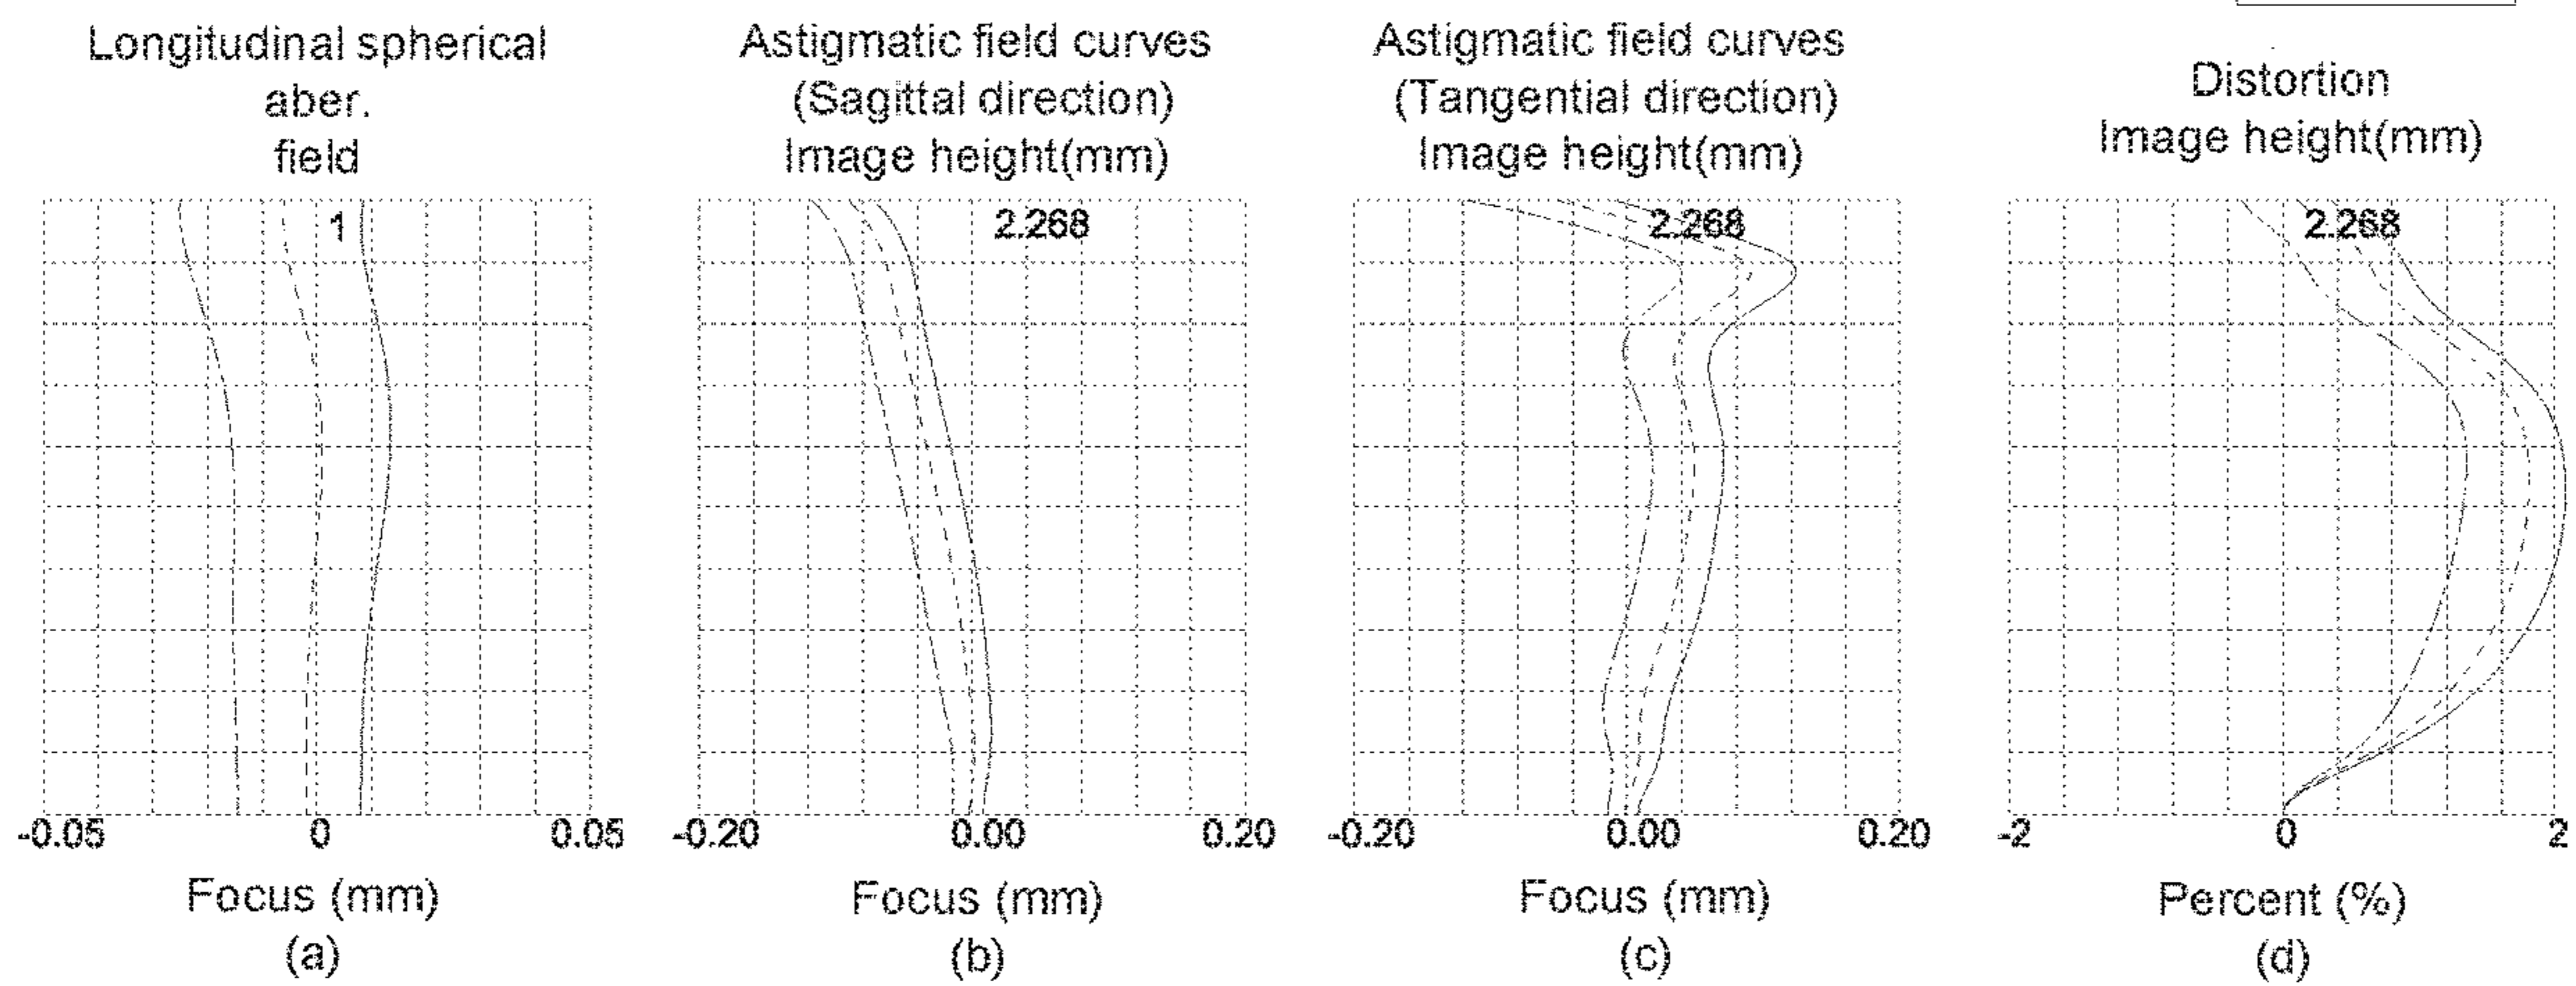 Longitudinal spherical
aber.
field
1
-0.05 0 0.05
Focus (mm)
(a)
Astigmatic field curves
(Sagittal direction)
Image height(mm)
2.268
-0.20 0.00 0.20
Focus (mm)
(b)
Astigmatic field curves
(Tangential direction)
Image height(mm)
2.268
-0.20 0.00 0.20
Focus (mm)
(c)
Distortion
Image height(mm)
2.268
-2 0 2
Percent (%)
(d)